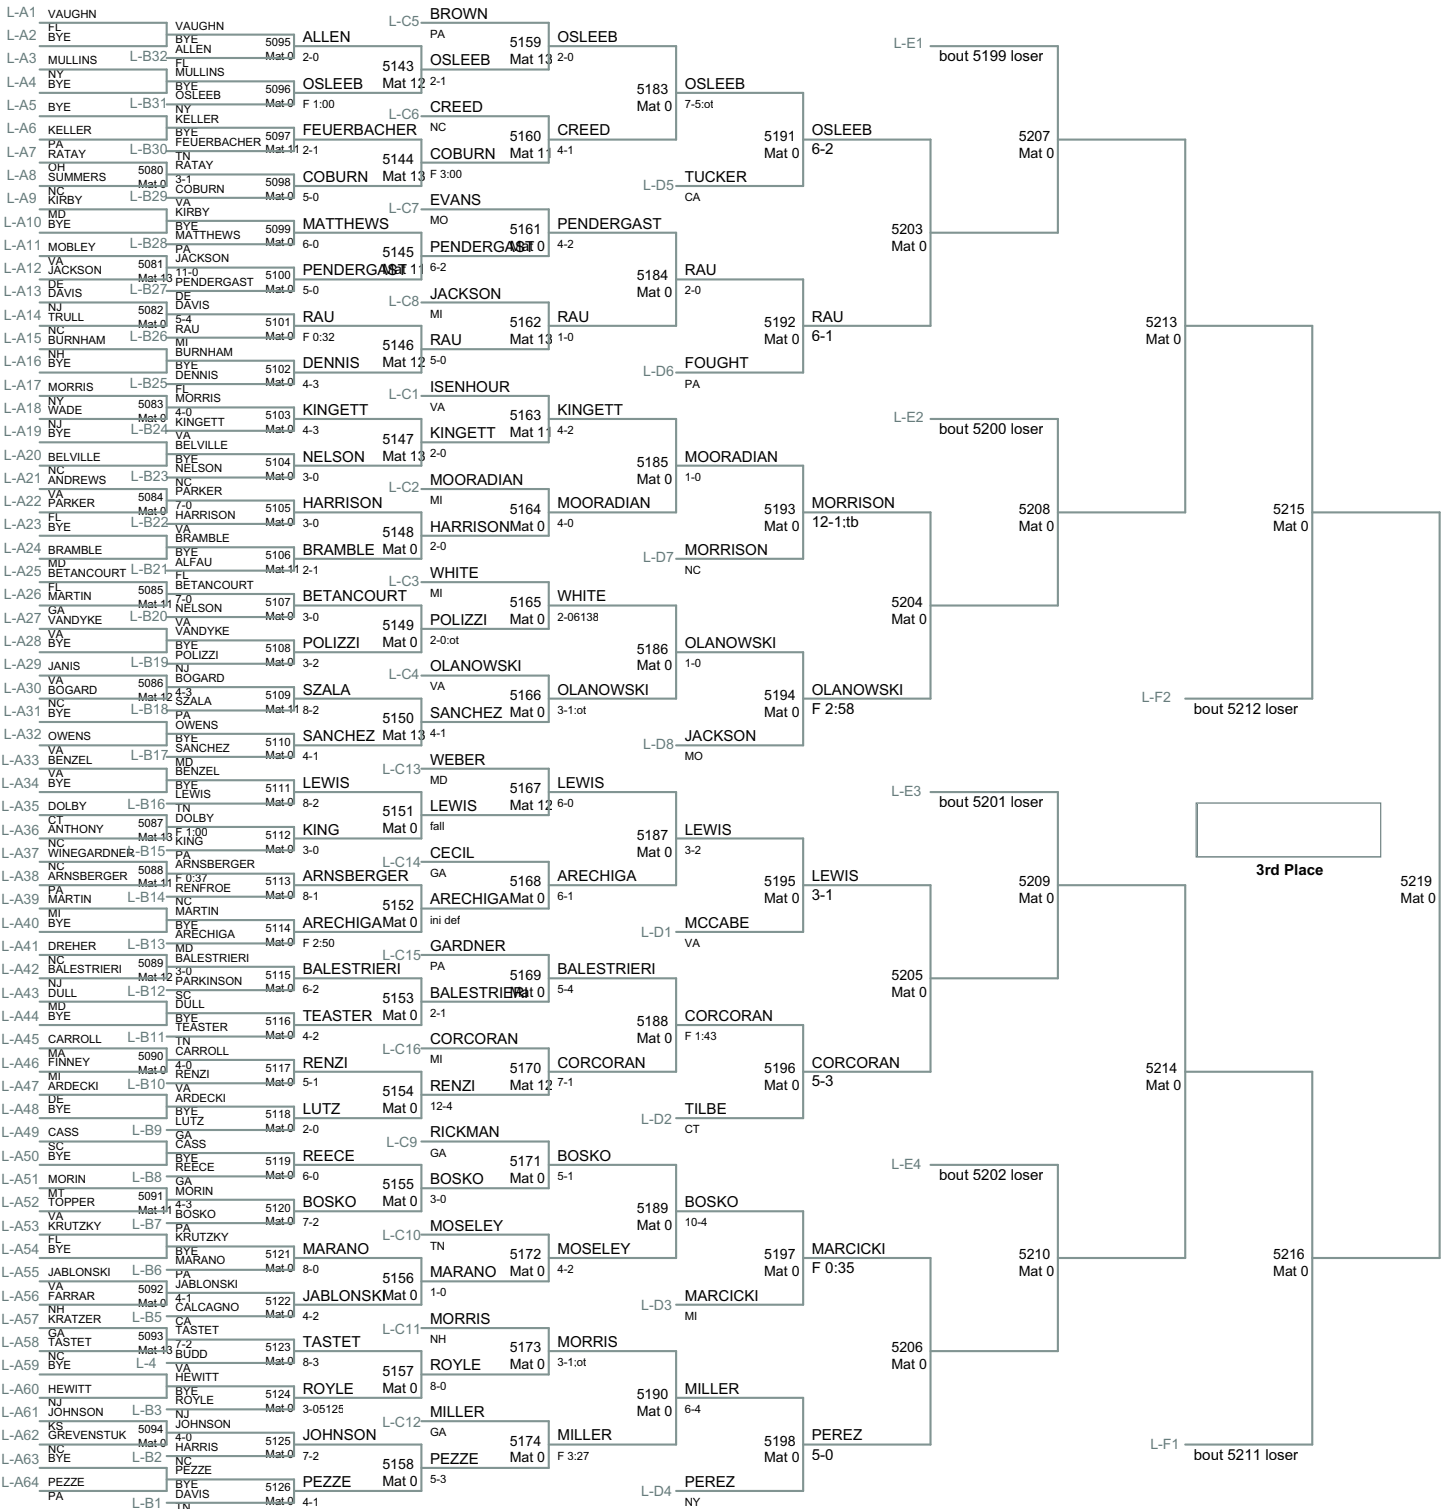 L-A1 VAUGHN
FL
L-A2 BYE
L-A3 MULLINS
NY
L-A4 BYE
L-A5 BYE
L-A6 KELLER
PA
L-A7 RATAY
OH
L-A8 SUMMERS
NC
L-A9 KIRBY
MD
L-A10 BYE
L-A11 MOBLEY
VA
L-A12 JACKSON
DE
L-A13 DAVIS
NJ
L-A14 TRULL
NC
L-A15 BURNHAM
NH
L-A16 BYE
L-A17 MORRIS
NY
L-A18 WADE
NJ
L-A19 BYE
L-A20 BELVILLE
NC
L-A21 ANDREWS
VA
L-A22 PARKER
FL
L-A23 BYE
L-A24 BRAMBLE
MD
L-A25 BETANCOURT
FL
L-A26 MARTIN
GA
L-A27 VANDYKE
VA
L-A28 BYE
L-A29 JANIS
VA
L-A30 BOGARD
NC
L-A31 BYE
L-A32 OWENS
VA
L-A33 BENZEL
VA
L-A34 BYE
L-A35 DOLBY
CT
L-A36 ANTHONY
NC
L-A37 WINEGARDNER
NC
L-A38 ARNSBERGER
PA
L-A39 MARTIN
MI
L-A40 BYE
L-A41 DREHER
NC
L-A42 BALESTRIERI
NJ
L-A43 DULL
MD
L-A44 BYE
L-A45 CARROLL
MA
L-A46 FINNEY
MI
L-A47 ARDECKI
DE
L-A48 BYE
L-A49 CASS
SC
L-A50 BYE
L-A51 MORIN
MT
L-A52 TOPPER
VA
L-A53 KRUTZKY
FL
L-A54 BYE
L-A55 JABLONSKI
VA
L-A56 FARRAR
NH
L-A57 KRATZER
GA
L-A58 TASTET
NC
L-A59 BYE
L-A60 HEWITT
NJ
L-A61 JOHNSON
KS
L-A62 GREVENSTUK
NC
L-A63 BYE
L-A64 PEZZE
PA
5080
Mat 0
5081
Mat 13
5082
Mat 0
5083
Mat 0
5084
Mat 0
5085
Mat 11
5086
Mat 12
5087
Mat 13
5088
Mat 11
5089
Mat 12
5090
Mat 0
5091
Mat 11
5092
Mat 0
5093
Mat 13
5094
Mat 0
VAUGHN
BYE
L-B32 ALLEN
FL
MULLINS
BYE
L-B31 OSLEEB
NY
KELLER
BYE
L-B30 FEUERBACHER
TN
RATAY
3-1
L-B29 COBURN
VA
KIRBY
BYE
L-B28 MATTHEWS
PA
JACKSON
11-0
L-B27 PENDERGAST
DE
DAVIS
5-4
L-B26 RAU
MI
BURNHAM
BYE
L-B25 DENNIS
FL
MORRIS
4-0
L-B24 KINGETT
VA
BELVILLE
BYE
L-B23 NELSON
NC
PARKER
7-0
L-B22 HARRISON
VA
BRAMBLE
BYE
L-B21 ALFAU
FL
BETANCOURT
7-0
L-B20 NELSON
VA
VANDYKE
BYE
L-B19 POLIZZI
NJ
BOGARD
4-3
L-B18 SZALA
PA
OWENS
BYE
L-B17 SANCHEZ
MD
BENZEL
BYE
L-B16 LEWIS
TN
DOLBY
F 1:00
L-B15 KING
PA
ARNSBERGER
F 0:37
L-B14 RENFROE
NC
MARTIN
BYE
L-B13 ARECHIGA
MD
BALESTRIERI
3-0
L-B12 PARKINSON
SC
DULL
BYE
L-B11 TEASTER
TN
CARROLL
4-0
L-B10 RENZI
VA
ARDECKI
BYE
L-B9 LUTZ
GA
CASS
BYE
L-B8 REECE
GA
MORIN
4-3
L-B7 BOSKO
PA
KRUTZKY
BYE
L-B6 MARANO
PA
JABLONSKI
4-1
L-B5 CALCAGNO
CA
TASTET
7-2
L-4 BUDD
VA
HEWITT
BYE
L-B3 ROYLE
NJ
JOHNSON
4-0
L-B2 HARRIS
NC
PEZZE
BYE
L-B1 DAVIS
TN
5095 ALLEN
Mat 0 2-0
5096 OSLEEB
Mat 0 F 1:00
5097 FEUERBACHER
Mat 11 2-1
5098 COBURN
Mat 0 5-0
5099 MATTHEWS
Mat 0 6-0
5100 PENDERGAST
Mat 0 5-0
5101 RAU
Mat 0 F 0:32
5102 DENNIS
Mat 0 4-3
5103 KINGETT
Mat 0 4-3
5104 NELSON
Mat 0 3-0
5105 HARRISON
Mat 0 3-0
5106 BRAMBLE
Mat 11 2-1
5107 BETANCOURT
Mat 0 3-0
5108 POLIZZI
Mat 0 3-2
5109 SZALA
Mat 11 8-2
5110 SANCHEZ
Mat 0 4-1
5111 LEWIS
Mat 0 8-2
5112 KING
Mat 0 3-0
5113 ARNSBERGER
Mat 0 8-1
5114 ARECHIGA
Mat 0 F 2:50
5115 BALESTRIERI
Mat 0 6-2
5116 TEASTER
Mat 0 4-2
5117 RENZI
Mat 0 5-1
5118 LUTZ
Mat 0 2-0
5119 REECE
Mat 0 6-0
5120 BOSKO
Mat 0 7-2
5121 MARANO
Mat 0 8-0
5122 JABLONSKI
Mat 0 4-2
5123 TASTET
Mat 0 8-3
5124 ROYLE
Mat 0 3-05125
5125 JOHNSON
Mat 0 7-2
5126 PEZZE
Mat 0 4-1
L-C5 BROWN
PA
5143 OSLEEB
Mat 12 2-1
L-C6 CREED
NC
5144 COBURN
Mat 13 F 3:00
L-C7 EVANS
MO
5145 PENDERGAST
Mat 11 6-2
L-C8 JACKSON
MI
5146 RAU
Mat 12 5-0
L-C1 ISENHOUR
VA
5147 KINGETT
Mat 13 2-0
L-C2 MOORADIAN
MI
5148 HARRISON
Mat 0 2-0
L-C3 WHITE
MI
5149 POLIZZI
Mat 0 2-0:ot
L-C4 OLANOWSKI
VA
5150 SANCHEZ
Mat 13 4-1
L-C13 WEBER
MD
5151 LEWIS
Mat 0 fall
L-C14 CECIL
GA
5152 ARECHIGA
Mat 0 inj def
L-C15 GARDNER
PA
5153 BALESTRIERI
Mat 0 2-1
L-C16 CORCORAN
MI
5154 RENZI
Mat 0 12-4
L-C9 RICKMAN
GA
5155 BOSKO
Mat 0 3-0
L-C10 MOSELEY
TN
5156 MARANO
Mat 0 1-0
L-C11 MORRIS
NH
5157 ROYLE
Mat 0 8-0
L-C12 MILLER
GA
5158 PEZZE
Mat 0 5-3
5159 OSLEEB
Mat 13 2-0
5160 CREED
Mat 11 4-1
5161 PENDERGAST
Mat 0 4-2
5162 RAU
Mat 13 1-0
5163 KINGETT
Mat 11 4-2
5164 MOORADIAN
Mat 0 4-0
5165 WHITE
Mat 0 2-06138
5166 OLANOWSKI
Mat 0 3-1:ot
5167 LEWIS
Mat 12 6-0
5168 ARECHIGA
Mat 0 6-1
5169 BALESTRIERI
Mat 0 5-4
5170 CORCORAN
Mat 12 7-1
5171 BOSKO
Mat 0 5-1
5172 MOSELEY
Mat 0 4-2
5173 MORRIS
Mat 0 3-1;ot
5174 MILLER
Mat 0 F 3:27
5183 OSLEEB
Mat 0 7-5:ot
L-D5 TUCKER
CA
5184 RAU
Mat 0 2-0
L-D6 FOUGHT
PA
5185 MOORADIAN
Mat 0 1-0
L-D7 MORRISON
NC
5186 OLANOWSKI
Mat 0 1-0
L-D8 JACKSON
MO
5187 LEWIS
Mat 0 3-2
L-D1 MCCABE
VA
5188 CORCORAN
Mat 0 F 1:43
L-D2 TILBE
CT
5189 BOSKO
Mat 0 10-4
L-D3 MARCICKI
MI
5190 MILLER
Mat 0 6-4
L-D4 PEREZ
NY
5191 OSLEEB
Mat 0 6-2
5192 RAU
Mat 0 6-1
5193 MORRISON
Mat 0 12-1;tb
5194 OLANOWSKI
Mat 0 F 2:58
5195 LEWIS
Mat 0 3-1
5196 CORCORAN
Mat 0 5-3
5197 MARCICKI
Mat 0 F 0:35
5198 PEREZ
Mat 0 5-0
L-E1
bout 5199 loser
5203
Mat 0
L-E2
bout 5200 loser
5204
Mat 0
L-E3
bout 5201 loser
5205
Mat 0
L-E4
bout 5202 loser
5206
Mat 0
5207
Mat 0
5208
Mat 0
5209
Mat 0
5210
Mat 0
5213
Mat 0
L-F2
bout 5212 loser
5214
Mat 0
L-F1
bout 5211 loser
5215
Mat 0
3rd Place
5216
Mat 0
5219
Mat 0